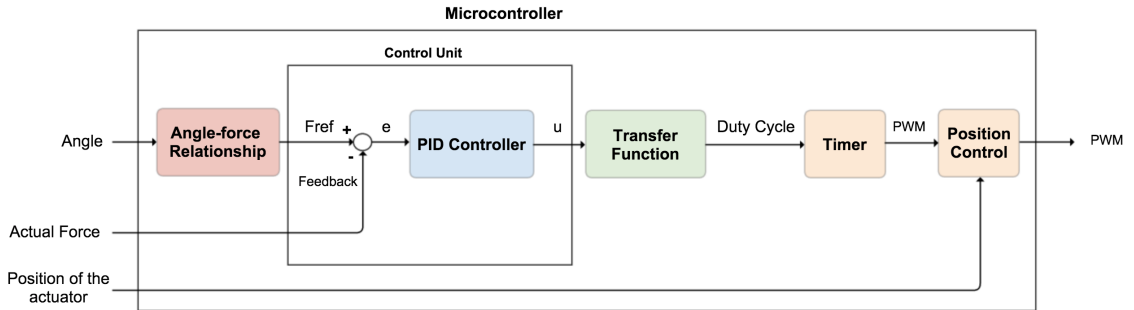 Microcontroller
Control Unit
Angle
Angle-force
Relationship
Fref
+
-
e
Feedback
PID Controller
u
Transfer
Function
Duty Cycle
Timer
PWM
Position
Control
PWM
Actual Force
Position of the
actuator